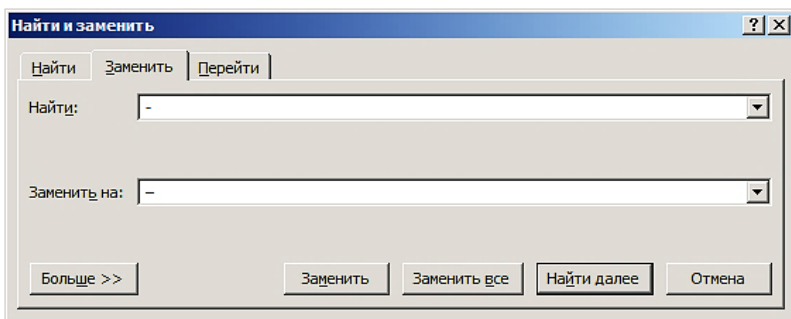 Найти и заменить
Найти Заменить Перейти
Найти: -
Заменить на: –
Больше >> Заменить Заменить все Найти далее Отмена